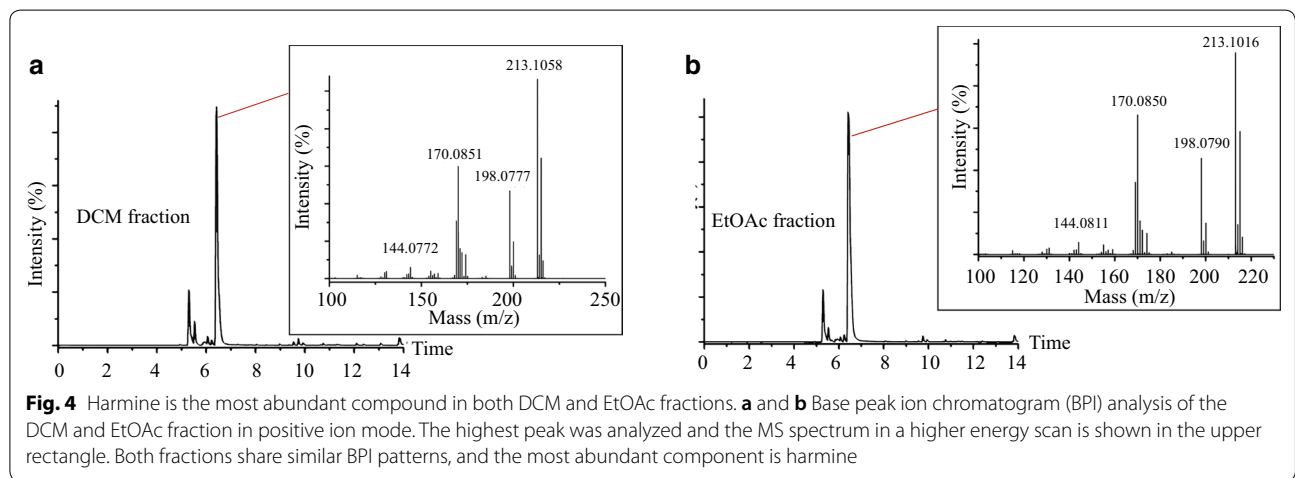 a
213.1058
170.0851
198.0777
144.0772
Intensity (%)
100 150 200 250
Mass (m/z)
DCM fraction
Intensity (%)
Time
0 2 4 6 8 10 12 14
b
213.1016
170.0850
198.0790
144.0811
Intensity (%)
100 120 140 160 180 200 220
Mass (m/z)
EtOAc fraction
Time
0 2 4 6 8 10 12 14
Fig. 4 Harmine is the most abundant compound in both DCM and EtOAc fractions. a and b Base peak ion chromatogram (BPI) analysis of the
DCM and EtOAc fraction in positive ion mode. The highest peak was analyzed and the MS spectrum in a higher energy scan is shown in the upper
rectangle. Both fractions share similar BPI patterns, and the most abundant component is harmine